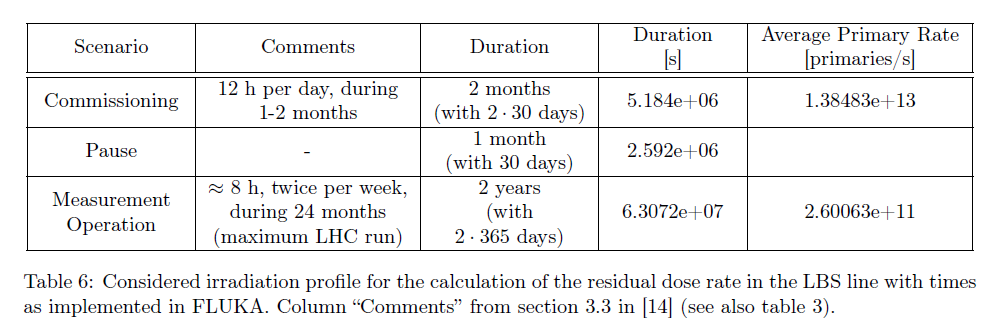 Scenario Comments Duration Duration [s] Average Primary Rate [primaries/s]
Commissioning 12 h per day, during 1-2 months 2 months (with 2 · 30 days) 5.184e+06 1.38483e+13
Pause - 1 month (with 30 days) 2.592e+06
Measurement Operation ≈ 8 h, twice per week, during 24 months (maximum LHC run) 2 years (with 2 · 365 days) 6.3072e+07 2.60063e+11
Table 6: Considered irradiation profile for the calculation of the residual dose rate in the LBS line with times
as implemented in FLUKA. Column “Comments” from section 3.3 in [14] (see also table 3).